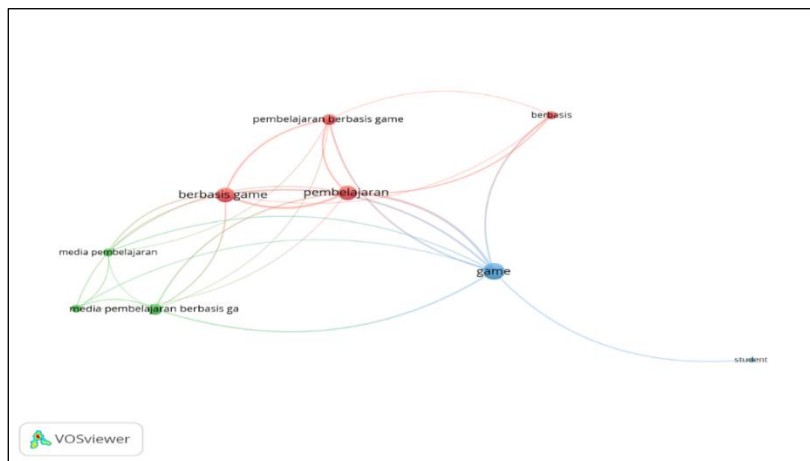 pembelajaran berbasis game
berbasis
berbasis game
pembelajaran
media pembelajaran
game
media pembelajaran berbasis ga
student
VOSviewer